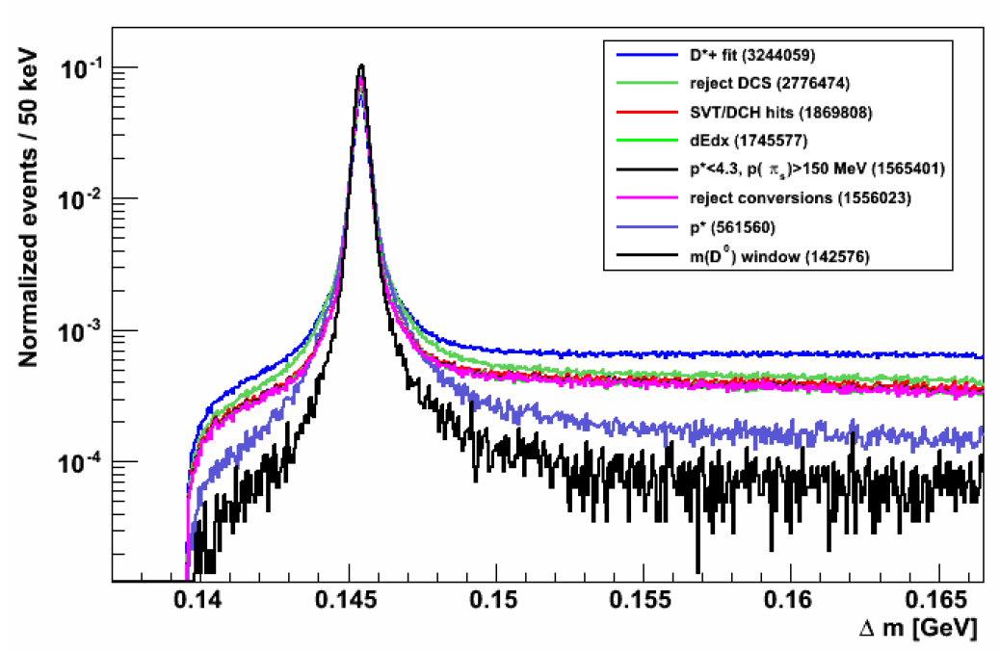 Normalized events / 50 keV
10⁻¹
10⁻²
10⁻³
10⁻⁴
D*+ fit (3244059)
reject DCS (2776474)
SVT/DCH hits (1869808)
dEdx (1745577)
p*<4.3, p( πₛ)>150 MeV (1565401)
reject conversions (1556023)
p* (561560)
m(D⁰) window (142576)
0.14 0.145 0.15 0.155 0.16 0.165
Δ m [GeV]